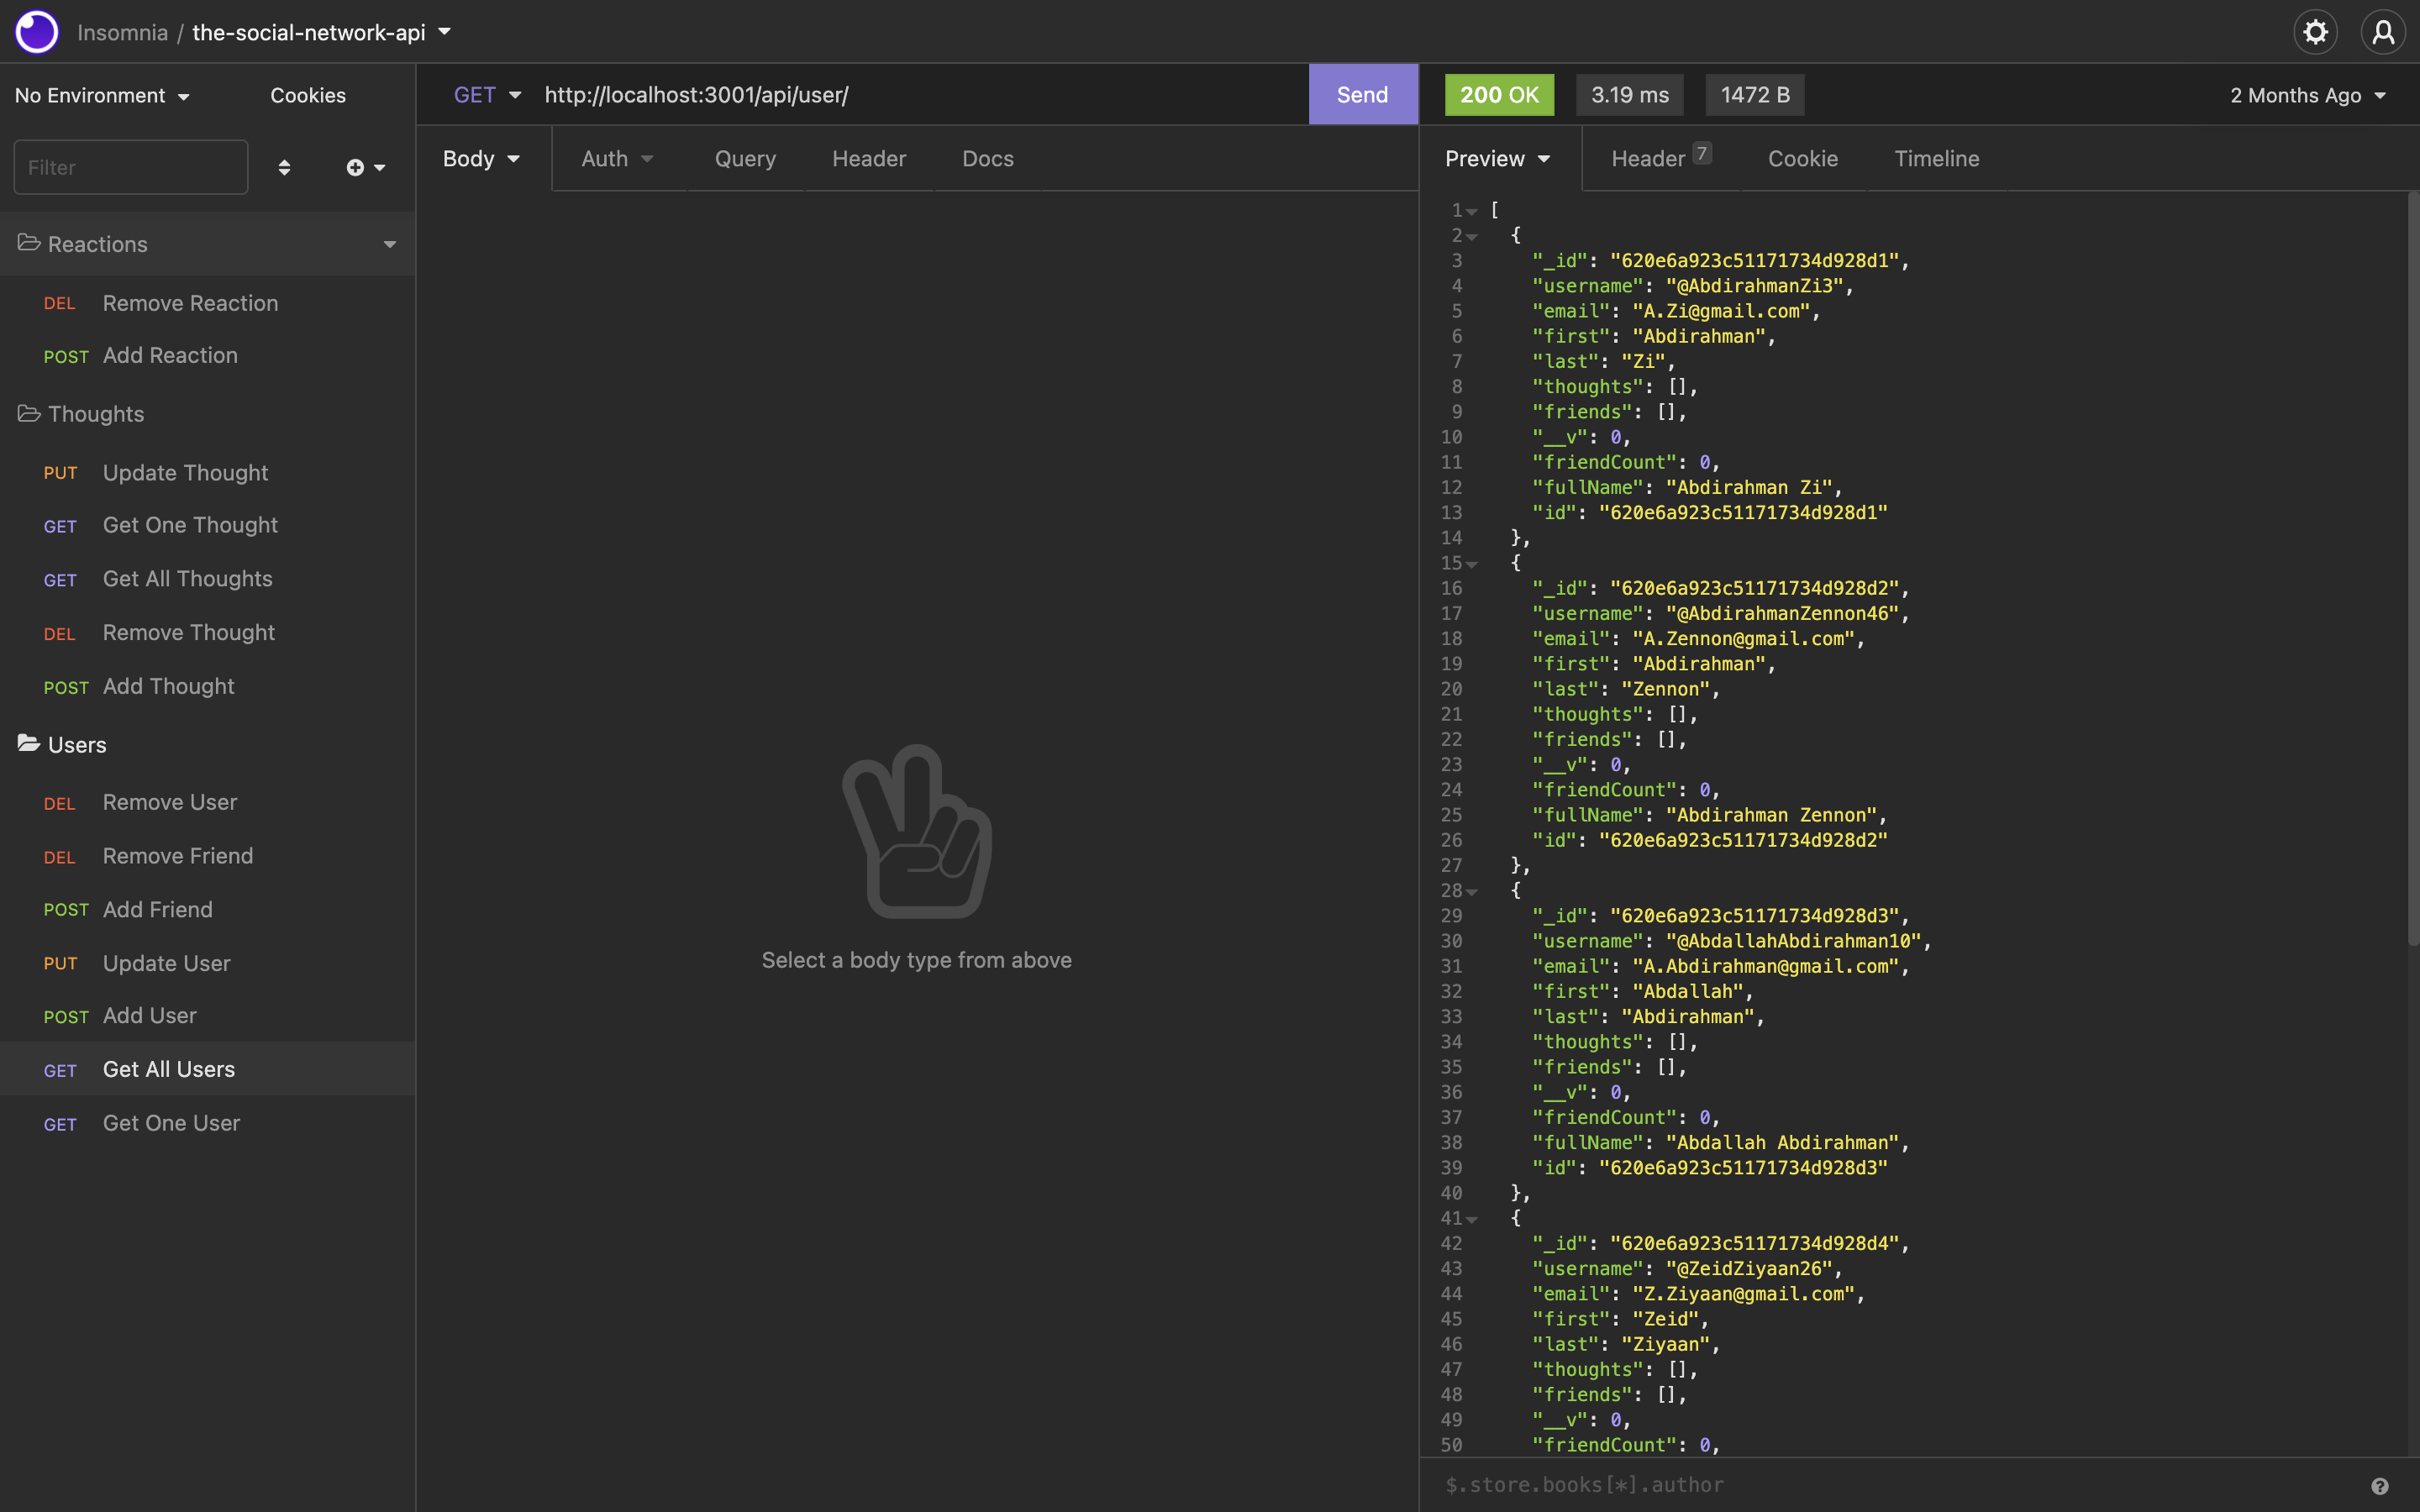 Insomnia / the-social-network-api
No Environment
Cookies
Filter
Reactions
DEL Remove Reaction
POST Add Reaction
Thoughts
PUT Update Thought
GET Get One Thought
GET Get All Thoughts
DEL Remove Thought
POST Add Thought
Users
DEL Remove User
DEL Remove Friend
POST Add Friend
PUT Update User
POST Add User
GET Get All Users
GET Get One User
GET http://localhost:3001/api/user/ Send
Body Auth Query Header Docs
Select a body type from above
200 OK 3.19 ms 1472 B 2 Months Ago
Preview Header 7 Cookie Timeline
1 [
2 {
3 "_id": "620e6a923c51171734d928d1",
4 "username": "@AbdirahmanZi3",
5 "email": "A.Zi@gmail.com",
6 "first": "Abdirahman",
7 "last": "Zi",
8 "thoughts": [],
9 "friends": [],
10 "__v": 0,
11 "friendCount": 0,
12 "fullName": "Abdirahman Zi",
13 "id": "620e6a923c51171734d928d1"
14 },
15 {
16 "_id": "620e6a923c51171734d928d2",
17 "username": "@AbdirahmanZennon46",
18 "email": "A.Zennon@gmail.com",
19 "first": "Abdirahman",
20 "last": "Zennon",
21 "thoughts": [],
22 "friends": [],
23 "__v": 0,
24 "friendCount": 0,
25 "fullName": "Abdirahman Zennon",
26 "id": "620e6a923c51171734d928d2"
27 },
28 {
29 "_id": "620e6a923c51171734d928d3",
30 "username": "@AbdallahAbdirahman10",
31 "email": "A.Abdirahman@gmail.com",
32 "first": "Abdallah",
33 "last": "Abdirahman",
34 "thoughts": [],
35 "friends": [],
36 "__v": 0,
37 "friendCount": 0,
38 "fullName": "Abdallah Abdirahman",
39 "id": "620e6a923c51171734d928d3"
40 },
41 {
42 "_id": "620e6a923c51171734d928d4",
43 "username": "@ZeidZiyaan26",
44 "email": "Z.Ziyaan@gmail.com",
45 "first": "Zeid",
46 "last": "Ziyaan",
47 "thoughts": [],
48 "friends": [],
49 "__v": 0,
50 "friendCount": 0,
$.store.books[*].author